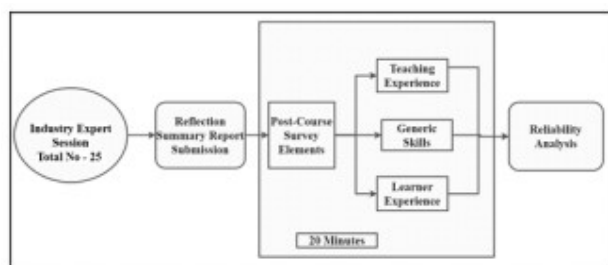 Industry Expert
Session
Total No - 25
Reflection
Summary Report
Submission
Post-Course
Survey
Elements
Teaching
Experience
Generic
Skills
Learner
Experience
20 Minutes
Reliability
Analysis